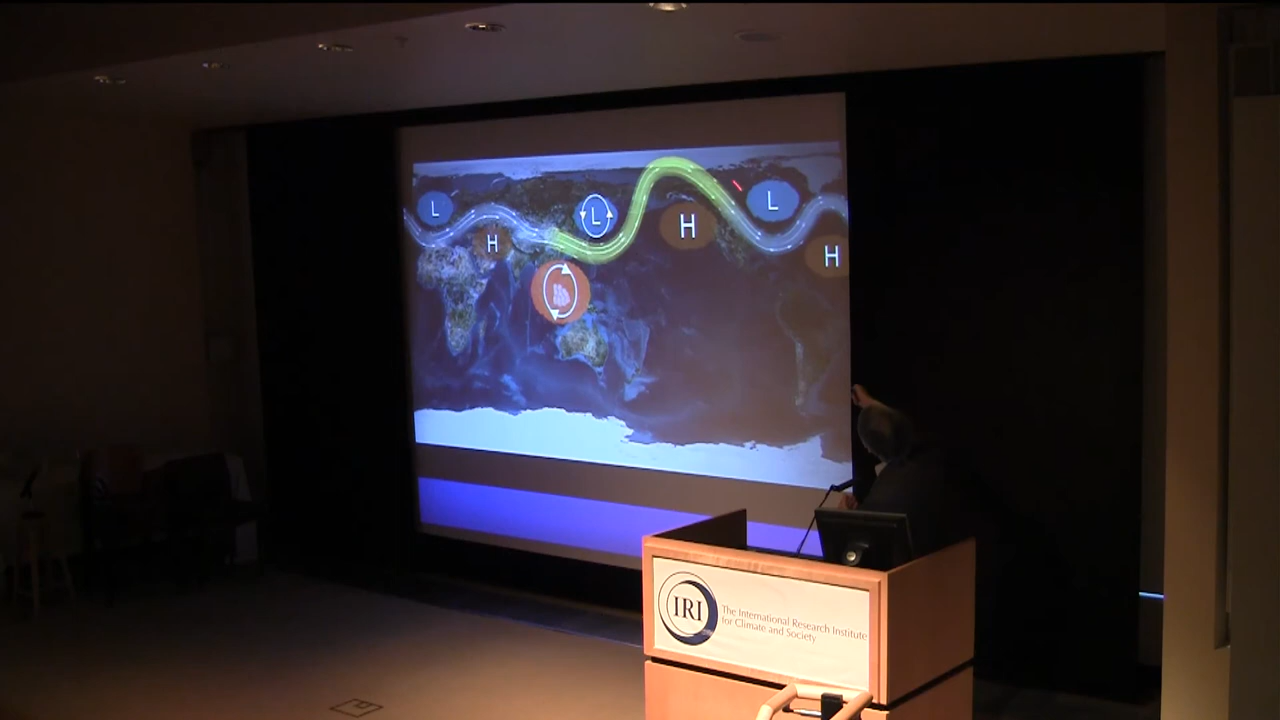 L
L
L
H
H
H
IRI
The International Research Institute
for Climate and Society